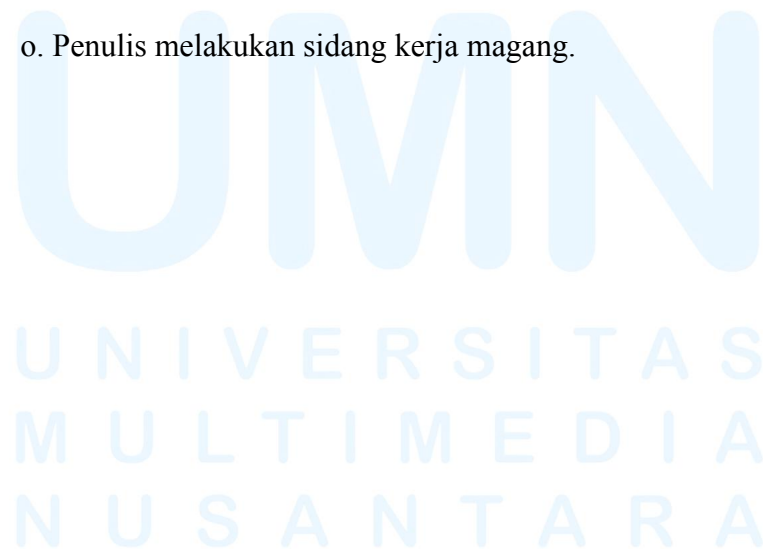 o. Penulis melakukan sidang kerja magang.
UMN
UNIVERSITAS
MULTIMEDIA
NUSANTARA